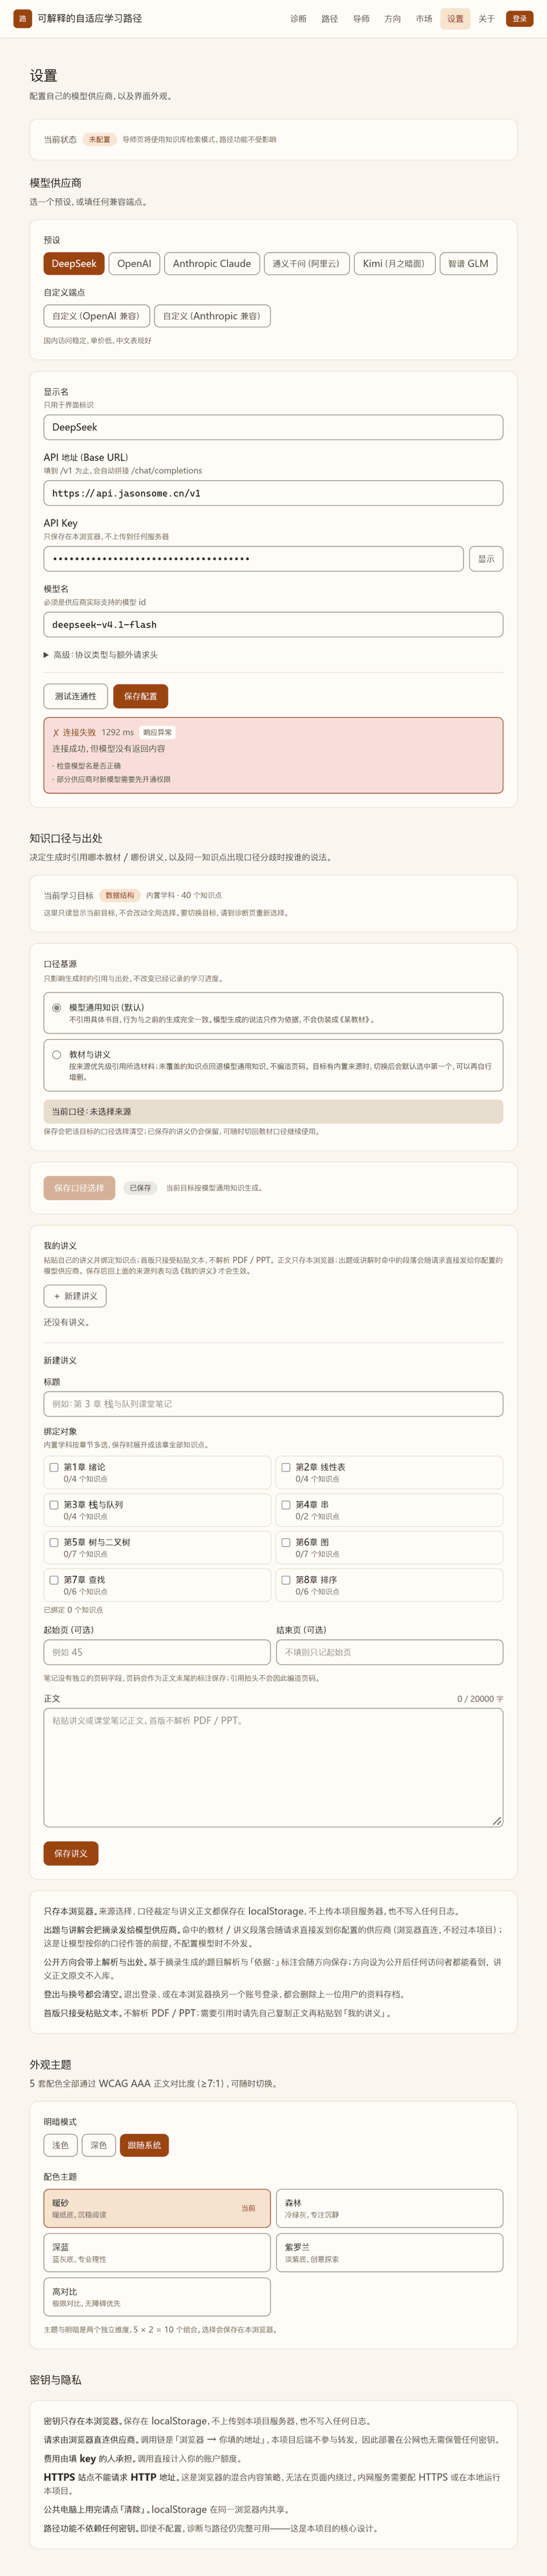 路 可解释的自适应学习路径 诊断 路径 导师 方向 市场 设置 关于 登录
设置
配置自己的模型供应商，以及界面外观。
当前状态 未配置 导师页将使用知识库检索模式，路径功能不受影响
模型供应商
选一个预设，或填任何兼容端点。
预设
DeepSeek OpenAI Anthropic Claude 通义千问 (阿里云) Kimi (月之暗面) 智谱 GLM
自定义端点
自定义 (OpenAI 兼容) 自定义 (Anthropic 兼容)
国内访问稳定，单价低，中文表现好
显示名
只用于界面标识
DeepSeek
API 地址 (Base URL)
填到 /v1 为止，会自动拼接 /chat/completions
https://api.jasonsome.cn/v1
API Key
只保存在本浏览器，不上传到任何服务器
•••••••••••••••••••••••••••••••••••• 显示
模型名
必须是供应商实际支持的模型 id
deepseek-v4.1-flash
▶ 高级：协议类型与额外请求头
测试连通性 保存配置
✗ 连接失败 1292 ms 响应异常
连接成功，但模型没有返回内容
· 检查模型名是否正确
· 部分供应商对新模型需要先开通权限
知识口径与出处
决定生成时引用哪本教材 / 哪份讲义，以及同一知识点出现口径分歧时按谁的说法。
当前学习目标 数据结构 内置学科 · 40 个知识点
这里只读显示当前目标，不会改动全局选择。要切换目标，请到诊断页重新选择。
口径基源
只影响生成时的引用与出处，不改变已经记录的学习进度。
模型通用知识 (默认)
不引用具体书目，行为与之前的生成完全一致。模型生成的说法只作为依据，不会伪装成《某教材》。
教材与讲义
按来源优先级引用所选材料；未覆盖的知识点回退模型通用知识，不编造页码。目标有内置来源时，切换后会默认选中第一个，可以再自行
增删。
当前口径：未选择来源
保存会把该目标的口径选择清空；已保存的讲义仍会保留，可随时切回教材口径继续使用。
保存口径选择 已保存 当前目标按模型通用知识生成。
我的讲义
粘贴自己的讲义并绑定知识点；首版只接受粘贴文本，不解析 PDF / PPT。正文只存本浏览器；出题或讲解时命中的段落会随请求直接发给你配置的
模型供应商。保存后回上面的来源列表勾选《我的讲义》才会生效。
＋ 新建讲义
还没有讲义。
新建讲义
标题
例如：第 3 章 栈与队列课堂笔记
绑定对象
内置学科按章节多选，保存时展开成该章全部知识点。
第1章 绪论
0/4 个知识点
第2章 线性表
0/4 个知识点
第3章 栈与队列
0/4 个知识点
第4章 串
0/2 个知识点
第5章 树与二叉树
0/7 个知识点
第6章 图
0/7 个知识点
第7章 查找
0/6 个知识点
第8章 排序
0/6 个知识点
已绑定 0 个知识点
起始页 (可选) 结束页 (可选)
例如 45 不填则只记起始页
笔记没有独立的页码字段，页码会作为正文末尾的标注保存；引用抬头不会因此编造页码。
正文 0 / 20000 字
粘贴讲义或课堂笔记正文。首版不解析 PDF / PPT。
保存讲义
只存本浏览器。来源选择、口径裁定与讲义正文都保存在 localStorage，不上传本项目服务器，也不写入任何日志。
出题与讲解会把摘录发给模型供应商。命中的教材 / 讲义段落会随请求直接发到你配置的供应商 (浏览器直连，不经过本项目)；
这是让模型按你的口径作答的前提，不配置模型时不外发。
公开方向会带上解析与出处。基于摘录生成的题目解析与「依据：」标注会随方向保存；方向设为公开后任何访问者都能看到，讲
义正文原文不入库。
登出与换号都会清空。退出登录、或在本浏览器换另一个账号登录，都会删除上一位用户的资料存档。
首版只接受粘贴文本。不解析 PDF / PPT；需要引用时请先自己复制正文再粘贴到「我的讲义」。
外观主题
5 套配色全部通过 WCAG AAA 正文对比度 (≥7:1)，可随时切换。
明暗模式
浅色 深色 跟随系统
配色主题
暖砂 当前
暖纸底，沉稳阅读
森林
冷绿灰，专注沉静
深蓝
蓝灰底，专业理性
紫罗兰
淡紫底，创意探索
高对比
极限对比，无障碍优先
主题与明暗是两个独立维度，5 × 2 = 10 个组合。选择会保存在本浏览器。
密钥与隐私
密钥只存在本浏览器。保存在 localStorage，不上传到本项目服务器，也不写入任何日志。
请求由浏览器直连供应商。调用链是「浏览器 → 你填的地址」，本项目后端不参与转发，因此部署在公网也无需保管任何密钥。
费用由填 key 的人承担。调用直接计入你的账户额度。
HTTPS 站点不能请求 HTTP 地址。这是浏览器的混合内容策略，无法在页面内绕过，内网服务需要配 HTTPS 或在本地运行
本项目。
公共电脑上用完请点「清除」。localStorage 在同一浏览器内共享。
路径功能不依赖任何密钥。即使不配置，诊断与路径仍完整可用——这是本项目的核心设计。